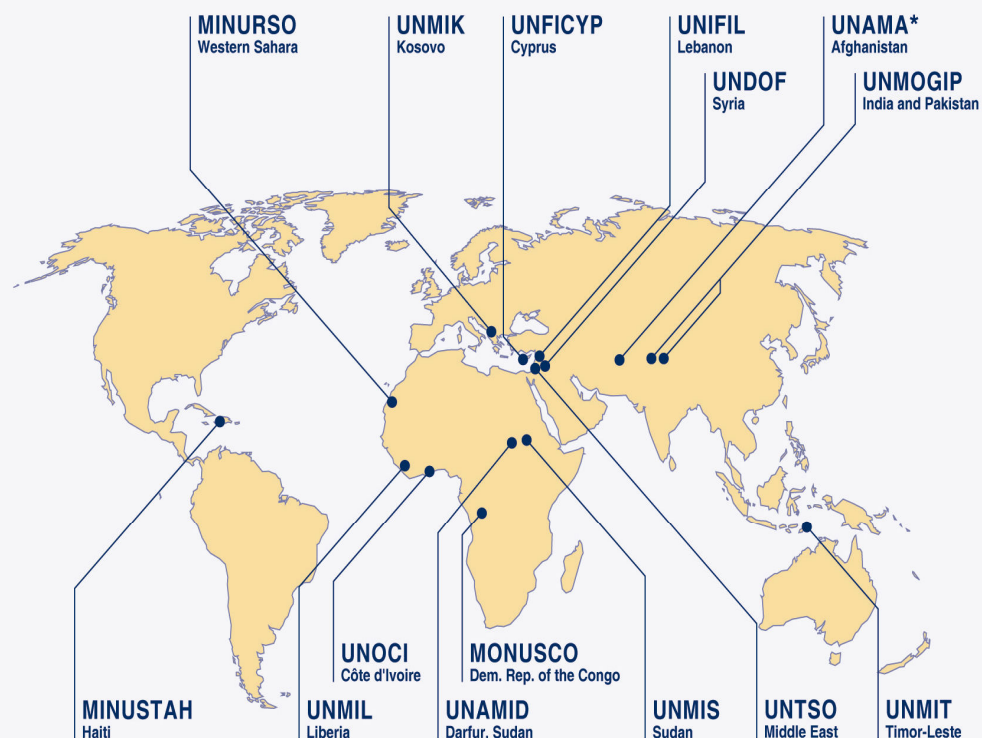 MINURSO
Western Sahara
UNMIK
Kosovo
UNFICYP
Cyprus
UNIFIL
Lebanon
UNAMA*
Afghanistan
UNDOF
Syria
UNMOGIP
India and Pakistan
UNOCI
Côte d'Ivoire
MONUSCO
Dem. Rep. of the Congo
MINUSTAH
Haiti
UNMIL
Liberia
UNAMID
Darfur, Sudan
UNMIS
Sudan
UNTSO
Middle East
UNMIT
Timor-Leste